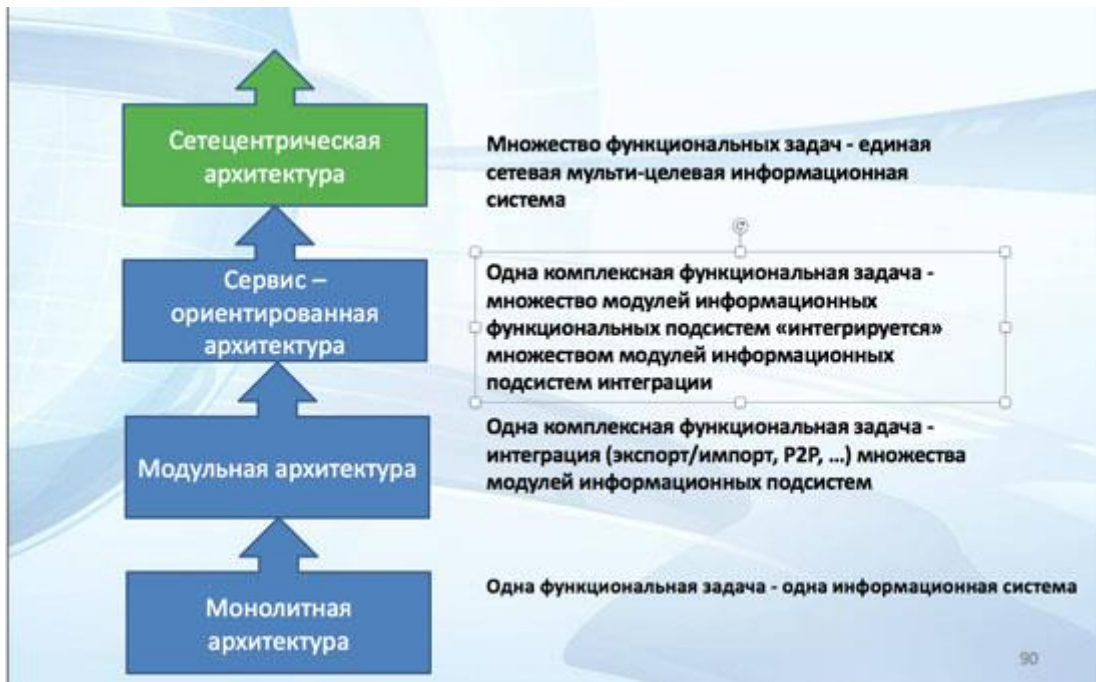 Сетецентрическая
архитектура
Множество функциональных задач - единая
сетевая мульти-целевая информационная
система
Сервис –
ориентированная
архитектура
Одна комплексная функциональная задача -
множество модулей информационных
функциональных подсистем «интегрируется»
множеством модулей информационных
подсистем интеграции
Модульная архитектура
Одна комплексная функциональная задача -
интеграция (экспорт/импорт, P2P, ...) множества
модулей информационных подсистем
Монолитная
архитектура
Одна функциональная задача - одна информационная система
90